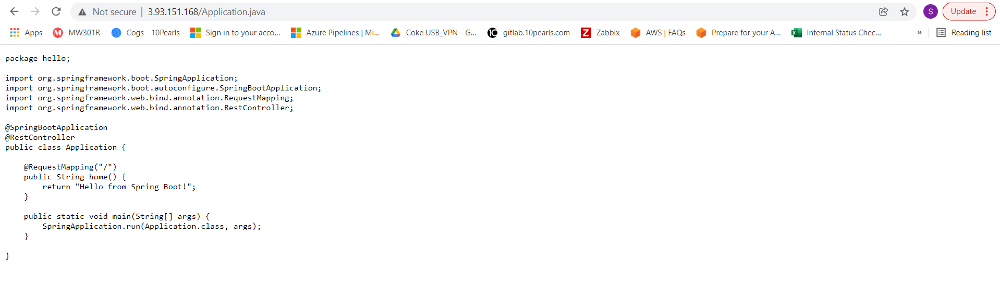 Not secure | 3.93.151.168/Application.java S Update
Apps MW301R Cogs - 10Pearls Sign in to your acco... Azure Pipelines | Mi... Coke USB_VPN - G... gitlab.10pearls.com Z Zabbix AWS | FAQs Prepare for your A... Internal Status Chec... » Reading list
package hello;
import org.springframework.boot.SpringApplication;
import org.springframework.boot.autoconfigure.SpringBootApplication;
import org.springframework.web.bind.annotation.RequestMapping;
import org.springframework.web.bind.annotation.RestController;
@SpringBootApplication
@RestController
public class Application {
    @RequestMapping("/")
    public String home() {
        return "Hello from Spring Boot!";
    }
    public static void main(String[] args) {
        SpringApplication.run(Application.class, args);
    }
}